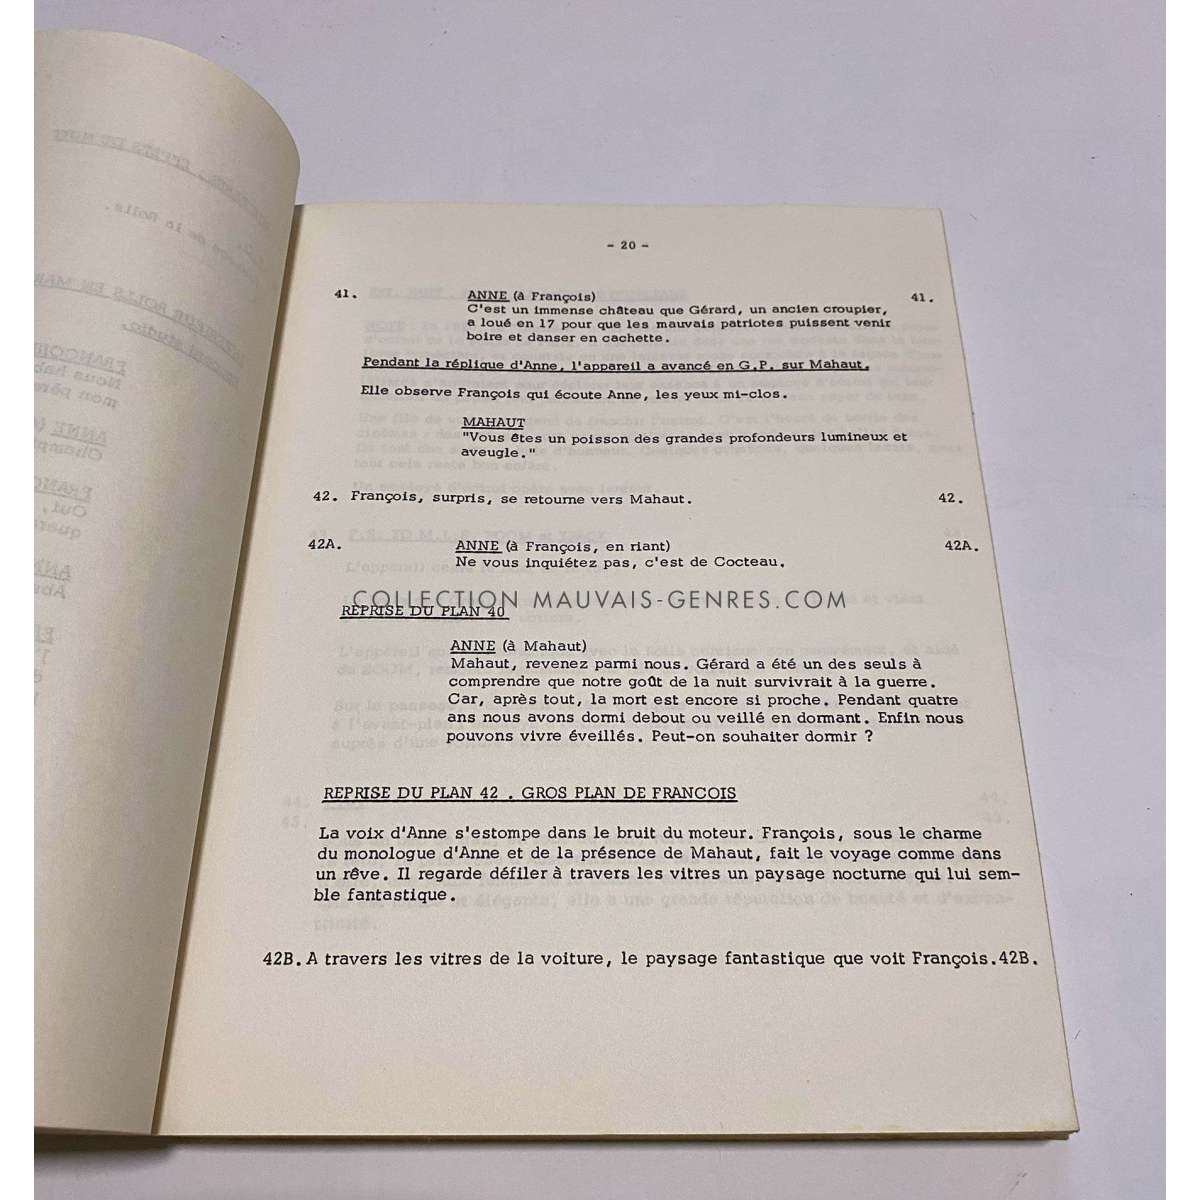 - 20 -
41. ANNE (à François) 41.
C'est un immense château que Gérard, un ancien croupier,
a loué en 17 pour que les mauvais patriotes puissent venir
boire et danser en cachette.
Pendant la réplique d'Anne, l'appareil a avancé en G.P. sur Mahaut.
Elle observe François qui écoute Anne, les yeux mi-clos.
MAHAUT
"Vous êtes un poisson des grandes profondeurs lumineux et
aveugle."
42. François, surpris, se retourne vers Mahaut. 42.
42A. ANNE (à François, en riant) 42A.
Ne vous inquiétez pas, c'est de Cocteau.
COLLECTION MAUVAIS-GENRES.COM
REPRISE DU PLAN 40
ANNE (à Mahaut)
Mahaut, revenez parmi nous. Gérard a été un des seuls à
comprendre que notre goût de la nuit survivrait à la guerre.
Car, après tout, la mort est encore si proche. Pendant quatre
ans nous avons dormi debout ou veillé en dormant. Enfin nous
pouvons vivre éveillés. Peut-on souhaiter dormir ?
REPRISE DU PLAN 42 . GROS PLAN DE FRANCOIS
La voix d'Anne s'estompe dans le bruit du moteur. François, sous le charme
du monologue d'Anne et de la présence de Mahaut, fait le voyage comme dans
un rêve. Il regarde défiler à travers les vitres un paysage nocturne qui lui sem-
ble fantastique.
42B. A travers les vitres de la voiture, le paysage fantastique que voit François. 42B.